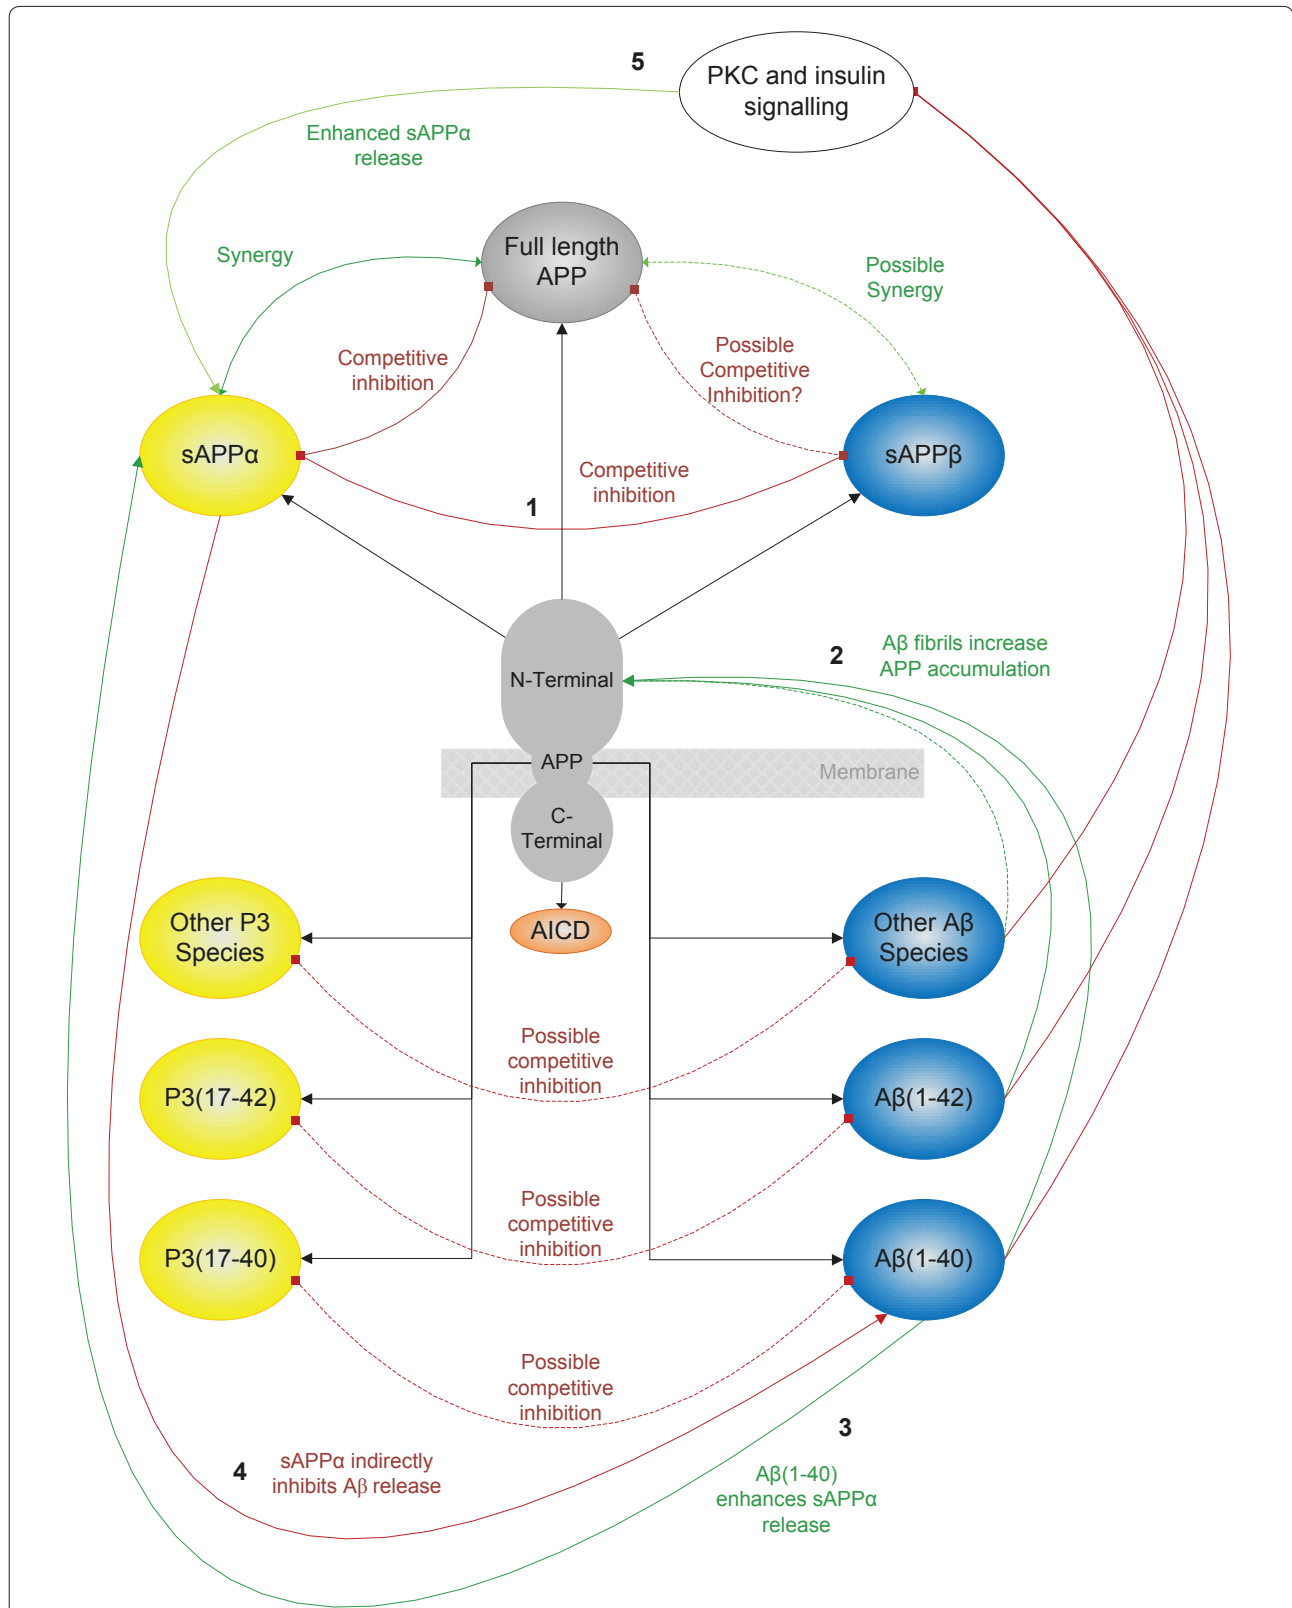 5
PKC and insulin
signalling
Enhanced sAPPα
release
Synergy
Full length
APP
Possible
Synergy
Competitive
inhibition
Possible
Competitive
Inhibition?
sAPPα
sAPPβ
Competitive
inhibition
1
2
Aβ fibrils increase
APP accumulation
N-Terminal
APP
Membrane
C-
Terminal
Other P3
Species
AICD
Other Aβ
Species
Possible
competitive
inhibition
P3(17-42)
Aβ(1-42)
Possible
competitive
inhibition
P3(17-40)
Aβ(1-40)
Possible
competitive
inhibition
3
4
sAPPα indirectly
inhibits Aβ release
Aβ(1-40)
enhances sAPPα
release